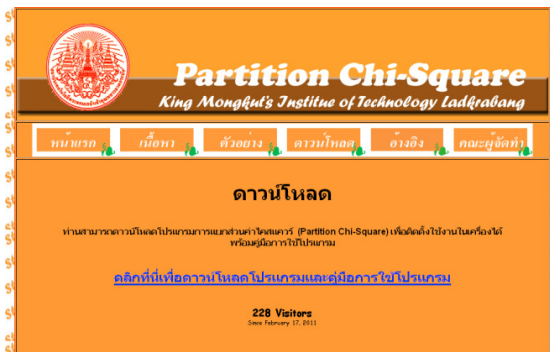 Partition Chi-Square
King Mongkut's Institue of Technology Ladkrabang
หน้าแรก เนื้อหา ตัวอย่าง ดาวน์โหลด อ้างอิง คณะผู้จัดทำ
ดาวน์โหลด
ท่านสามารถดาวน์โหลดโปรแกรมการแยกส่วนค่าไคสแควร์ (Partition Chi-Square) เพื่อติดตั้งใช้งานในเครื่องได้
พร้อมคู่มือการใช้โปรแกรม
คลิกที่นี่เพื่อดาวน์โหลดโปรแกรมและคู่มือการใช้โปรแกรม
228 Visitors
Since February 17, 2011